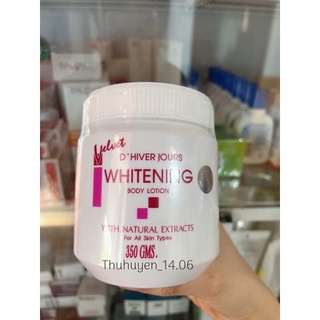 Velvet
D'HIVER JOURS
WHITENING
BODY LOTION
WITH NATURAL EXTRACTS
For All Skin Types
350 GMS.
Thuhuyen_14.06